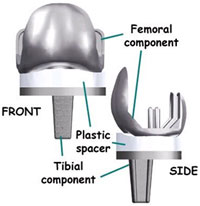 Femoral
component
FRONT
Plastic
spacer
Tibial
component
SIDE